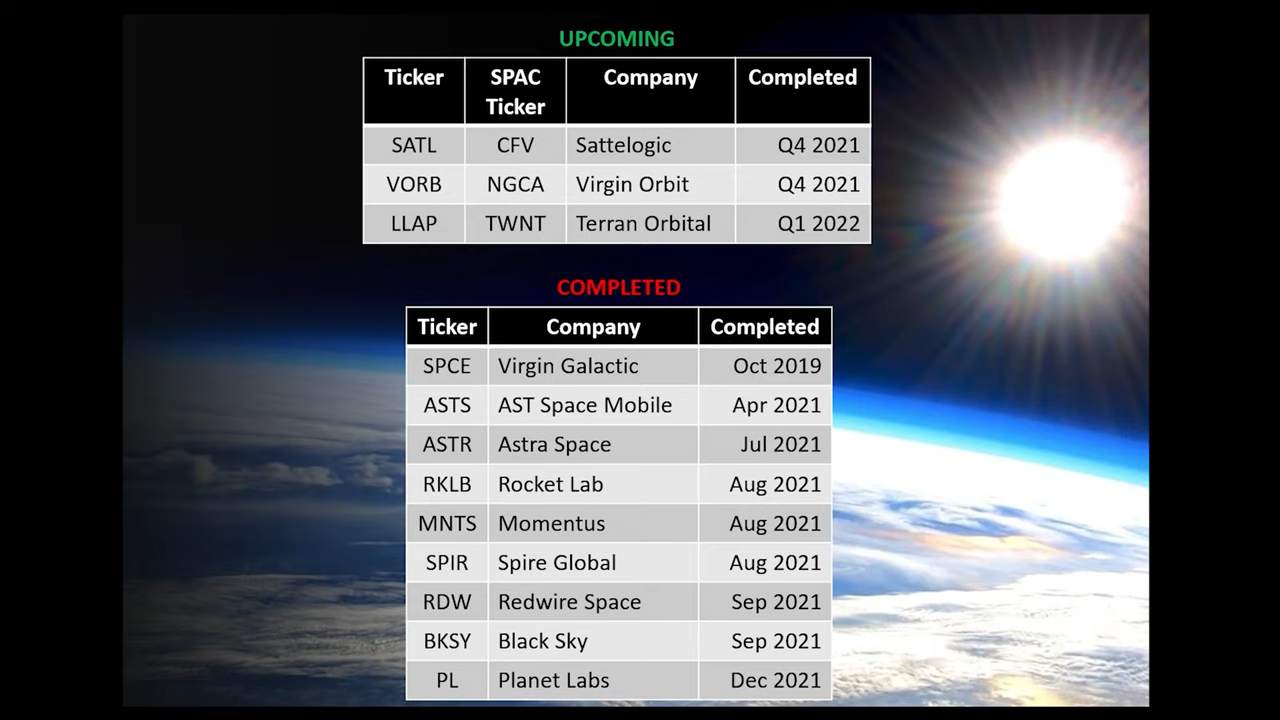 UPCOMING
Ticker SPAC Ticker Company Completed
SATL CFV Sattelogic Q4 2021
VORB NGCA Virgin Orbit Q4 2021
LLAP TWNT Terran Orbital Q1 2022
COMPLETED
Ticker Company Completed
SPCE Virgin Galactic Oct 2019
ASTS AST Space Mobile Apr 2021
ASTR Astra Space Jul 2021
RKLB Rocket Lab Aug 2021
MNTS Momentus Aug 2021
SPIR Spire Global Aug 2021
RDW Redwire Space Sep 2021
BKSY Black Sky Sep 2021
PL Planet Labs Dec 2021